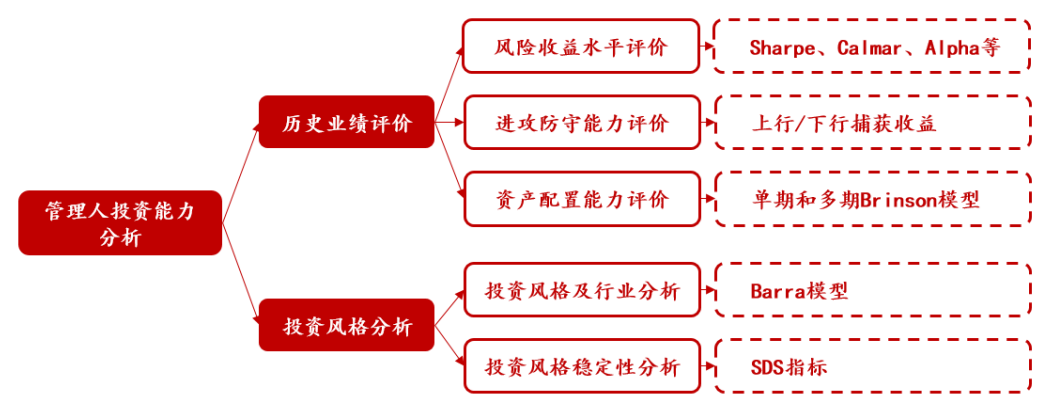 风险收益水平评价
Sharpe、Calmar、Alpha等
历史业绩评价
进攻防守能力评价
上行/下行捕获收益
资产配置能力评价
单期和多期Brinson模型
管理人投资能力
分析
投资风格及行业分析
Barra模型
投资风格分析
投资风格稳定性分析
SDS指标